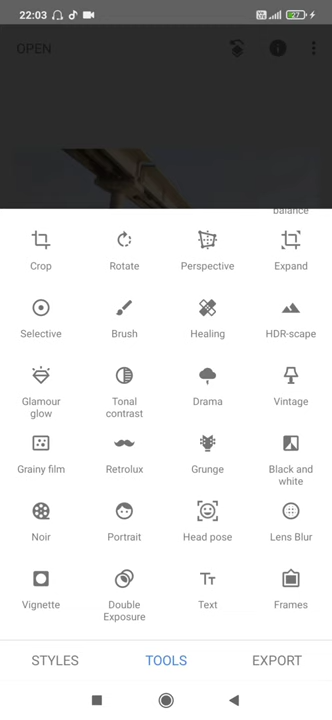 22:03
27
OPEN
balance
Crop
Rotate
Perspective
Expand
Selective
Brush
Healing
HDR-scape
Glamour
glow
Tonal
contrast
Drama
Vintage
Grainy film
Retrolux
Grunge
Black and
white
Noir
Portrait
Head pose
Lens Blur
Vignette
Double
Exposure
Text
Frames
STYLES
TOOLS
EXPORT